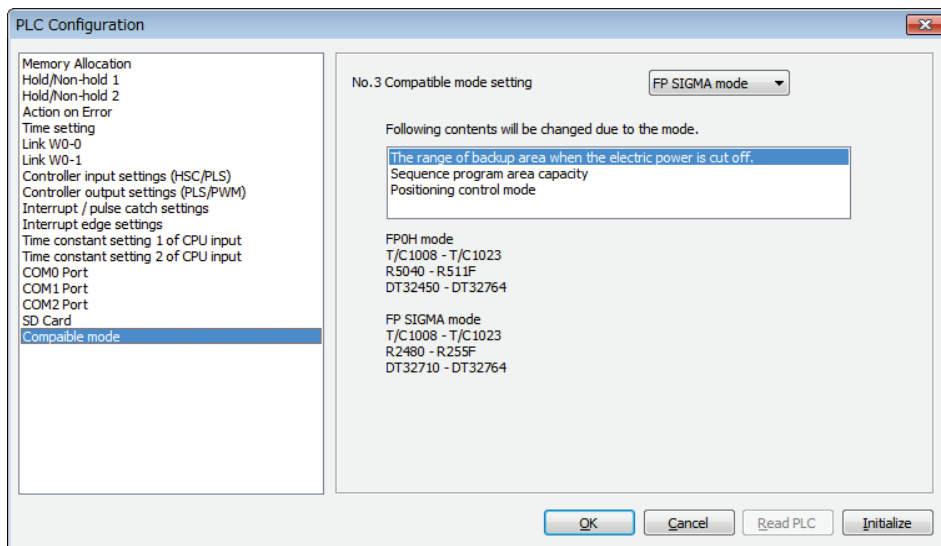 PLC Configuration
Memory Allocation
Hold/Non-hold 1
Hold/Non-hold 2
Action on Error
Time setting
Link W0-0
Link W0-1
Controller input settings (HSC/PLS)
Controller output settings (PLS/PWM)
Interrupt / pulse catch settings
Interrupt edge settings
Time constant setting 1 of CPU input
Time constant setting 2 of CPU input
COM0 Port
COM1 Port
COM2 Port
SD Card
Compaible mode
No.3 Compatible mode setting
FP SIGMA mode
Following contents will be changed due to the mode.
The range of backup area when the electric power is cut off.
Sequence program area capacity
Positioning control mode
FP0H mode
T/C1008 - T/C1023
R5040 - R511F
DT32450 - DT32764
FP SIGMA mode
T/C1008 - T/C1023
R2480 - R255F
DT32710 - DT32764
OK
Cancel
Read PLC
Initialize